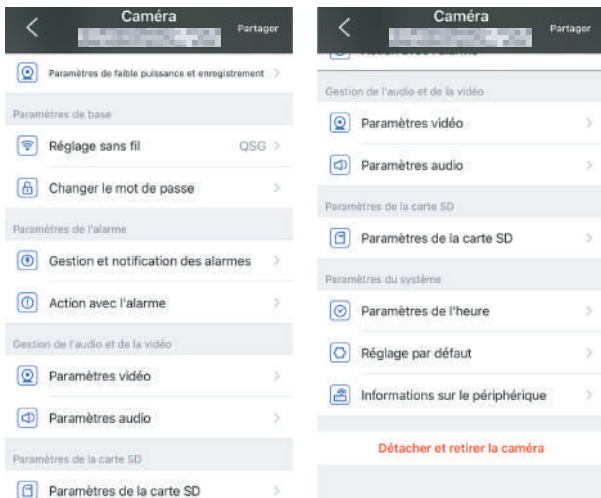 Caméra
Partager
Paramètres de faible puissance et enregistrement
Paramètres de base
Réglage sans fil QSG
Changer le mot de passe
Paramètres de l'alarme
Gestion et notification des alarmes
Action avec l'alarme
Gestion de l'audio et de la vidéo
Paramètres vidéo
Paramètres audio
Paramètres de la carte SD
Paramètres de la carte SD
Caméra
Partager
Action avec l'alarme
Gestion de l'audio et de la vidéo
Paramètres vidéo
Paramètres audio
Paramètres de la carte SD
Paramètres de la carte SD
Paramètres du système
Paramètres de l'heure
Réglage par défaut
Informations sur le périphérique
Détacher et retirer la caméra